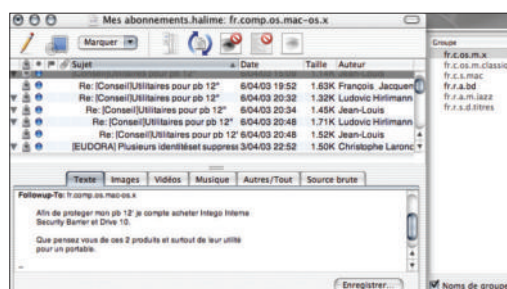 Mes abonnements.halime: fr.comp.os.mac-os.x
Marquer
Sujet Date Taille Auteur
Re: [Conseil]Utilitaires pour pb 12" 6/04/03 19:52 1.63K François Jacquen
Re: [Conseil]Utilitaires pour pb 12" 6/04/03 20:32 1.32K Ludovic Hirlimann
Re: [Conseil]Utilitaires pour pb 12" 6/04/03 20:34 1.45K Jean-Louis
Re: [Conseil]Utilitaires pour pb 12" 6/04/03 20:48 1.71K Ludovic Hirlimann
Re: [Conseil]Utilitaires pour pb 12" 6/04/03 20:48 1.52K Jean-Louis
[EUDORA] Plusieurs identitéset suppres 3/04/03 22:52 1.50K Christophe Laronc
Texte Images Vidéos Musique Autres/Tout Source brute
Followup-To: fr.comp.os.mac-os.x
Afin de proteger mon pb 12' je compte acheter Intego Interne
Security Barrier et Drive 10.
Que pensez vous de ces 2 produits et surtout de leur utilité
pour un portable.
--
Enregistrer...
Groupe
fr.c.os.m.x
fr.c.os.m.classic
fr.c.s.mac
fr.r.a.bd
fr.r.a.m.jazz
fr.r.s.d.titres
Noms de groupe